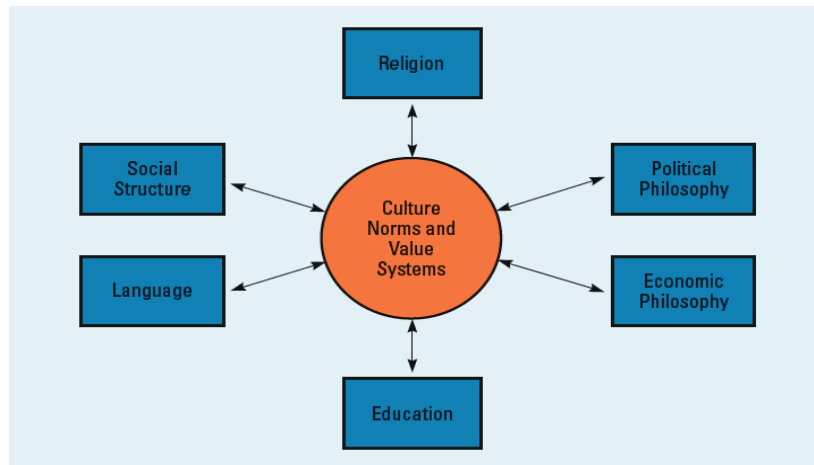 Religion
Social
Structure
Political
Philosophy
Culture
Norms and
Value
Systems
Language
Economic
Philosophy
Education